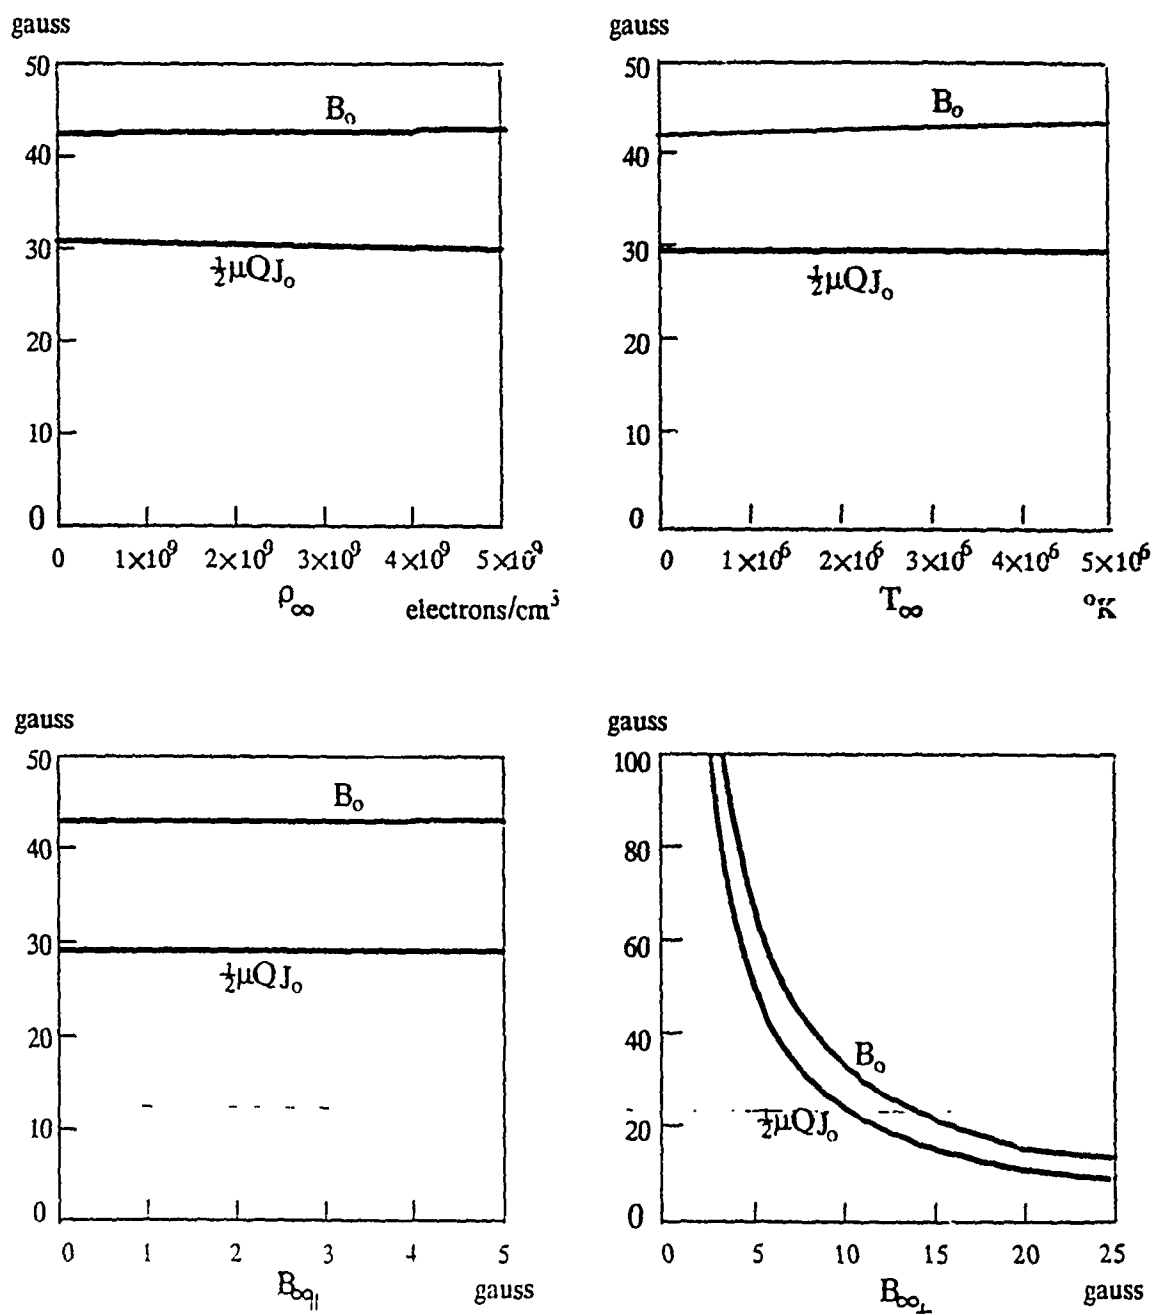 gauss
50
40
30
20
10
0
B₀
½μQJ₀
0 1×10⁹ 2×10⁹ 3×10⁹ 4×10⁹ 5×10⁹
ρ∞ electrons/cm³
gauss
50
40
30
20
10
0
B₀
½μQJ₀
0 1×10⁶ 2×10⁶ 3×10⁶ 4×10⁶ 5×10⁶
T∞ °K
gauss
50
40
30
20
10
0
B₀
½μQJ₀
0 1 2 3 4 5
B∞∥ gauss
gauss
100
80
60
40
20
0
B₀
½μQJ₀
0 5 10 15 20 25
B∞⊥ gauss